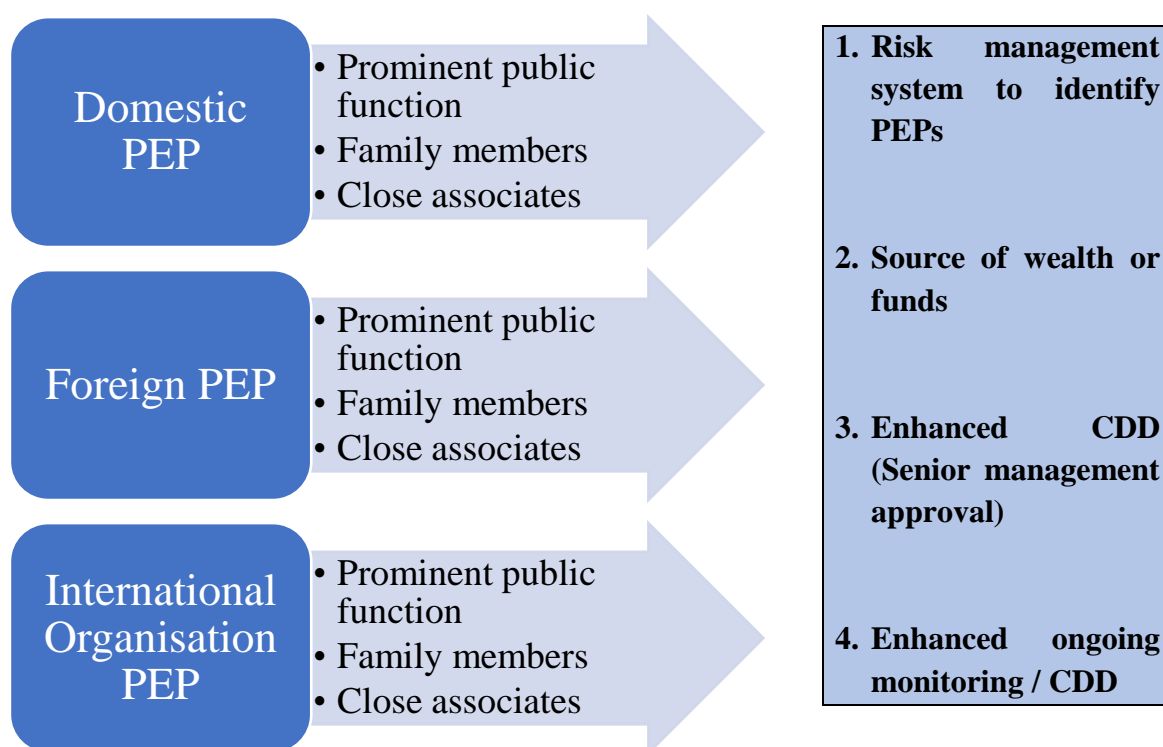 Domestic
PEP
• Prominent public
function
• Family members
• Close associates
Foreign PEP
• Prominent public
function
• Family members
• Close associates
International
Organisation
PEP
• Prominent public
function
• Family members
• Close associates
1. Risk management
system to identify
PEPs
2. Source of wealth or
funds
3. Enhanced CDD
(Senior management
approval)
4. Enhanced ongoing
monitoring / CDD